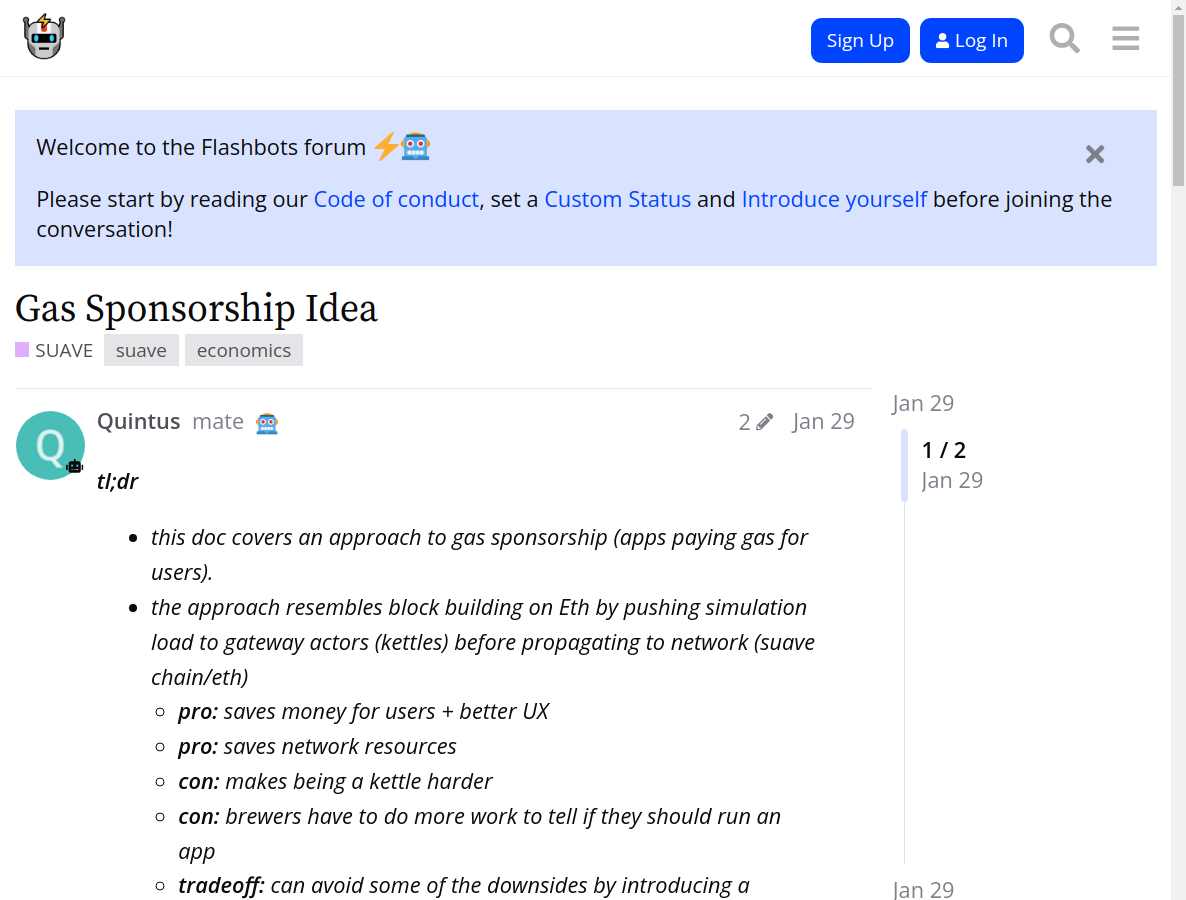 Sign Up
Log In
Welcome to the Flashbots forum
Please start by reading our Code of conduct, set a Custom Status and Introduce yourself before joining the
conversation!
Gas Sponsorship Idea
SUAVE suave economics
Quintus mate 2 Jan 29
Q
tl;dr
this doc covers an approach to gas sponsorship (apps paying gas for
users).
the approach resembles block building on Eth by pushing simulation
load to gateway actors (kettles) before propagating to network (suave
chain/eth)
pro: saves money for users + better UX
pro: saves network resources
con: makes being a kettle harder
con: brewers have to do more work to tell if they should run an
app
tradeoff: can avoid some of the downsides by introducing a
Jan 29
1 / 2
Jan 29
Jan 29